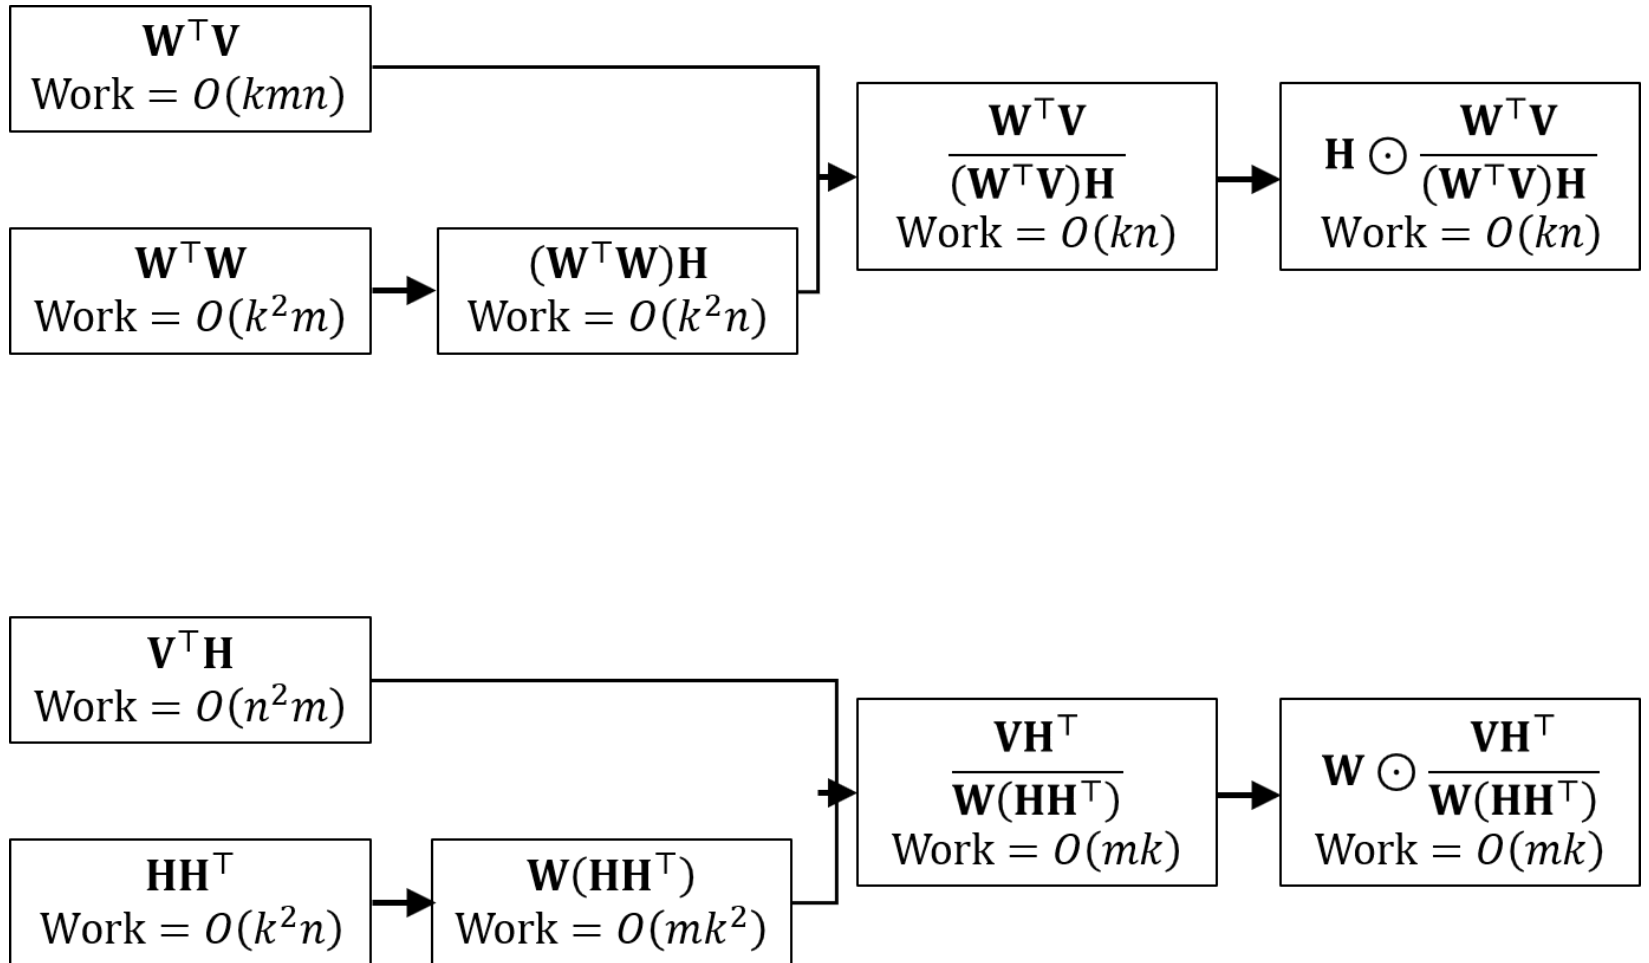 W⊤V
Work = O(kmn)
W⊤W
Work = O(k²m)
(W⊤W)H
Work = O(k²n)
W⊤V
(W⊤V)H
Work = O(kn)
H ⊙ W⊤V
(W⊤V)H
Work = O(kn)
V⊤H
Work = O(n²m)
HH⊤
Work = O(k²n)
W(HH⊤)
Work = O(mk²)
VH⊤
W(HH⊤)
Work = O(mk)
W ⊙ VH⊤
W(HH⊤)
Work = O(mk)